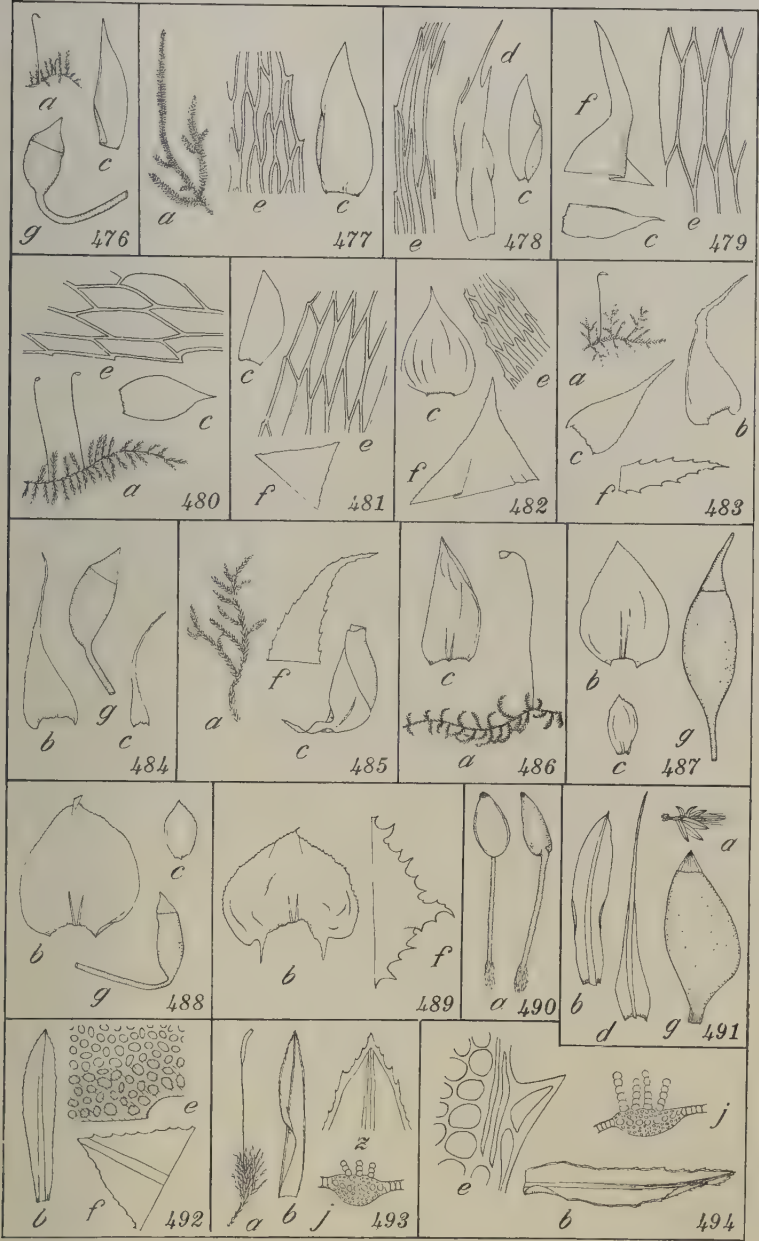 a c g 476
a e c 477
e d c 478
f c e 479
e c a 480
c e f 481
c e f 482
a b c f 483
b g c 484
a f c 485
c a 486
b c g 487
b c g 488
b f 489
a 490
a b d g 491
b e f 492
a b z j 493
e j b 494